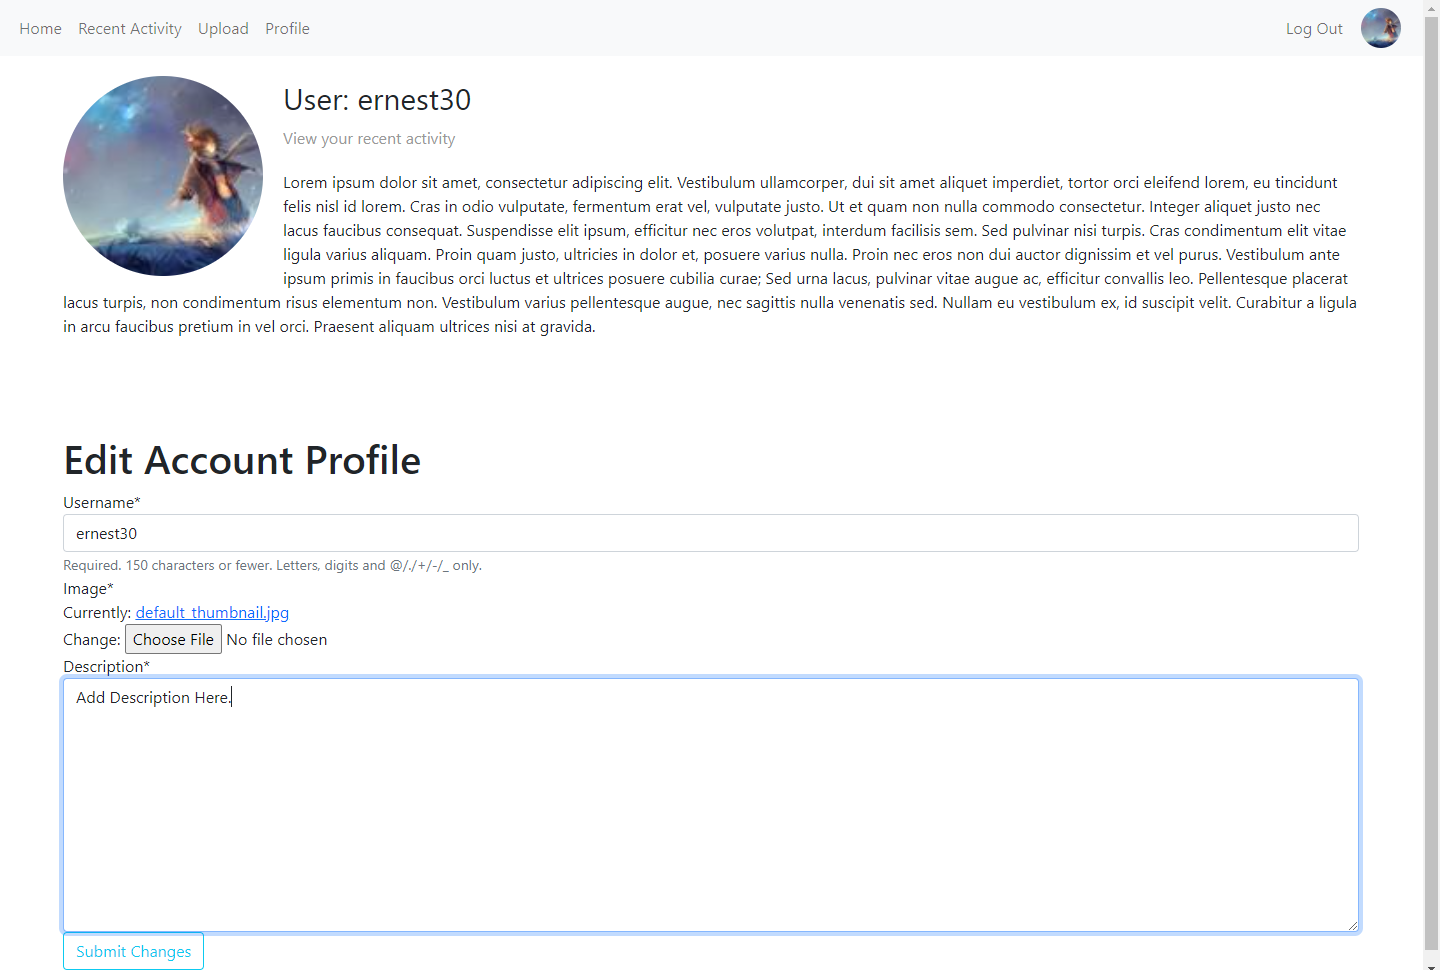 Home Recent Activity Upload Profile Log Out
User: ernest30
View your recent activity
Lorem ipsum dolor sit amet, consectetur adipiscing elit. Vestibulum ullamcorper, dui sit amet aliquet imperdiet, tortor orci eleifend lorem, eu tincidunt
felis nisl id lorem. Cras in odio vulputate, fermentum erat vel, vulputate justo. Ut et quam non nulla commodo consectetur. Integer aliquet justo nec
lacus faucibus consequat. Suspendisse elit ipsum, efficitur nec eros volutpat, interdum facilisis sem. Sed pulvinar nisi turpis. Cras condimentum elit vitae
ligula varius aliquam. Proin quam justo, ultricies in dolor et, posuere varius nulla. Proin nec eros non dui auctor dignissim et vel purus. Vestibulum ante
ipsum primis in faucibus orci luctus et ultrices posuere cubilia curae; Sed urna lacus, pulvinar vitae augue ac, efficitur convallis leo. Pellentesque placerat
lacus turpis, non condimentum risus elementum non. Vestibulum varius pellentesque augue, nec sagittis nulla venenatis sed. Nullam eu vestibulum ex, id suscipit velit. Curabitur a ligula
in arcu faucibus pretium in vel orci. Praesent aliquam ultrices nisi at gravida.
Edit Account Profile
Username*
ernest30
Required. 150 characters or fewer. Letters, digits and @/./+/-/_ only.
Image*
Currently: default_thumbnail.jpg
Change: Choose File No file chosen
Description*
Add Description Here.
Submit Changes